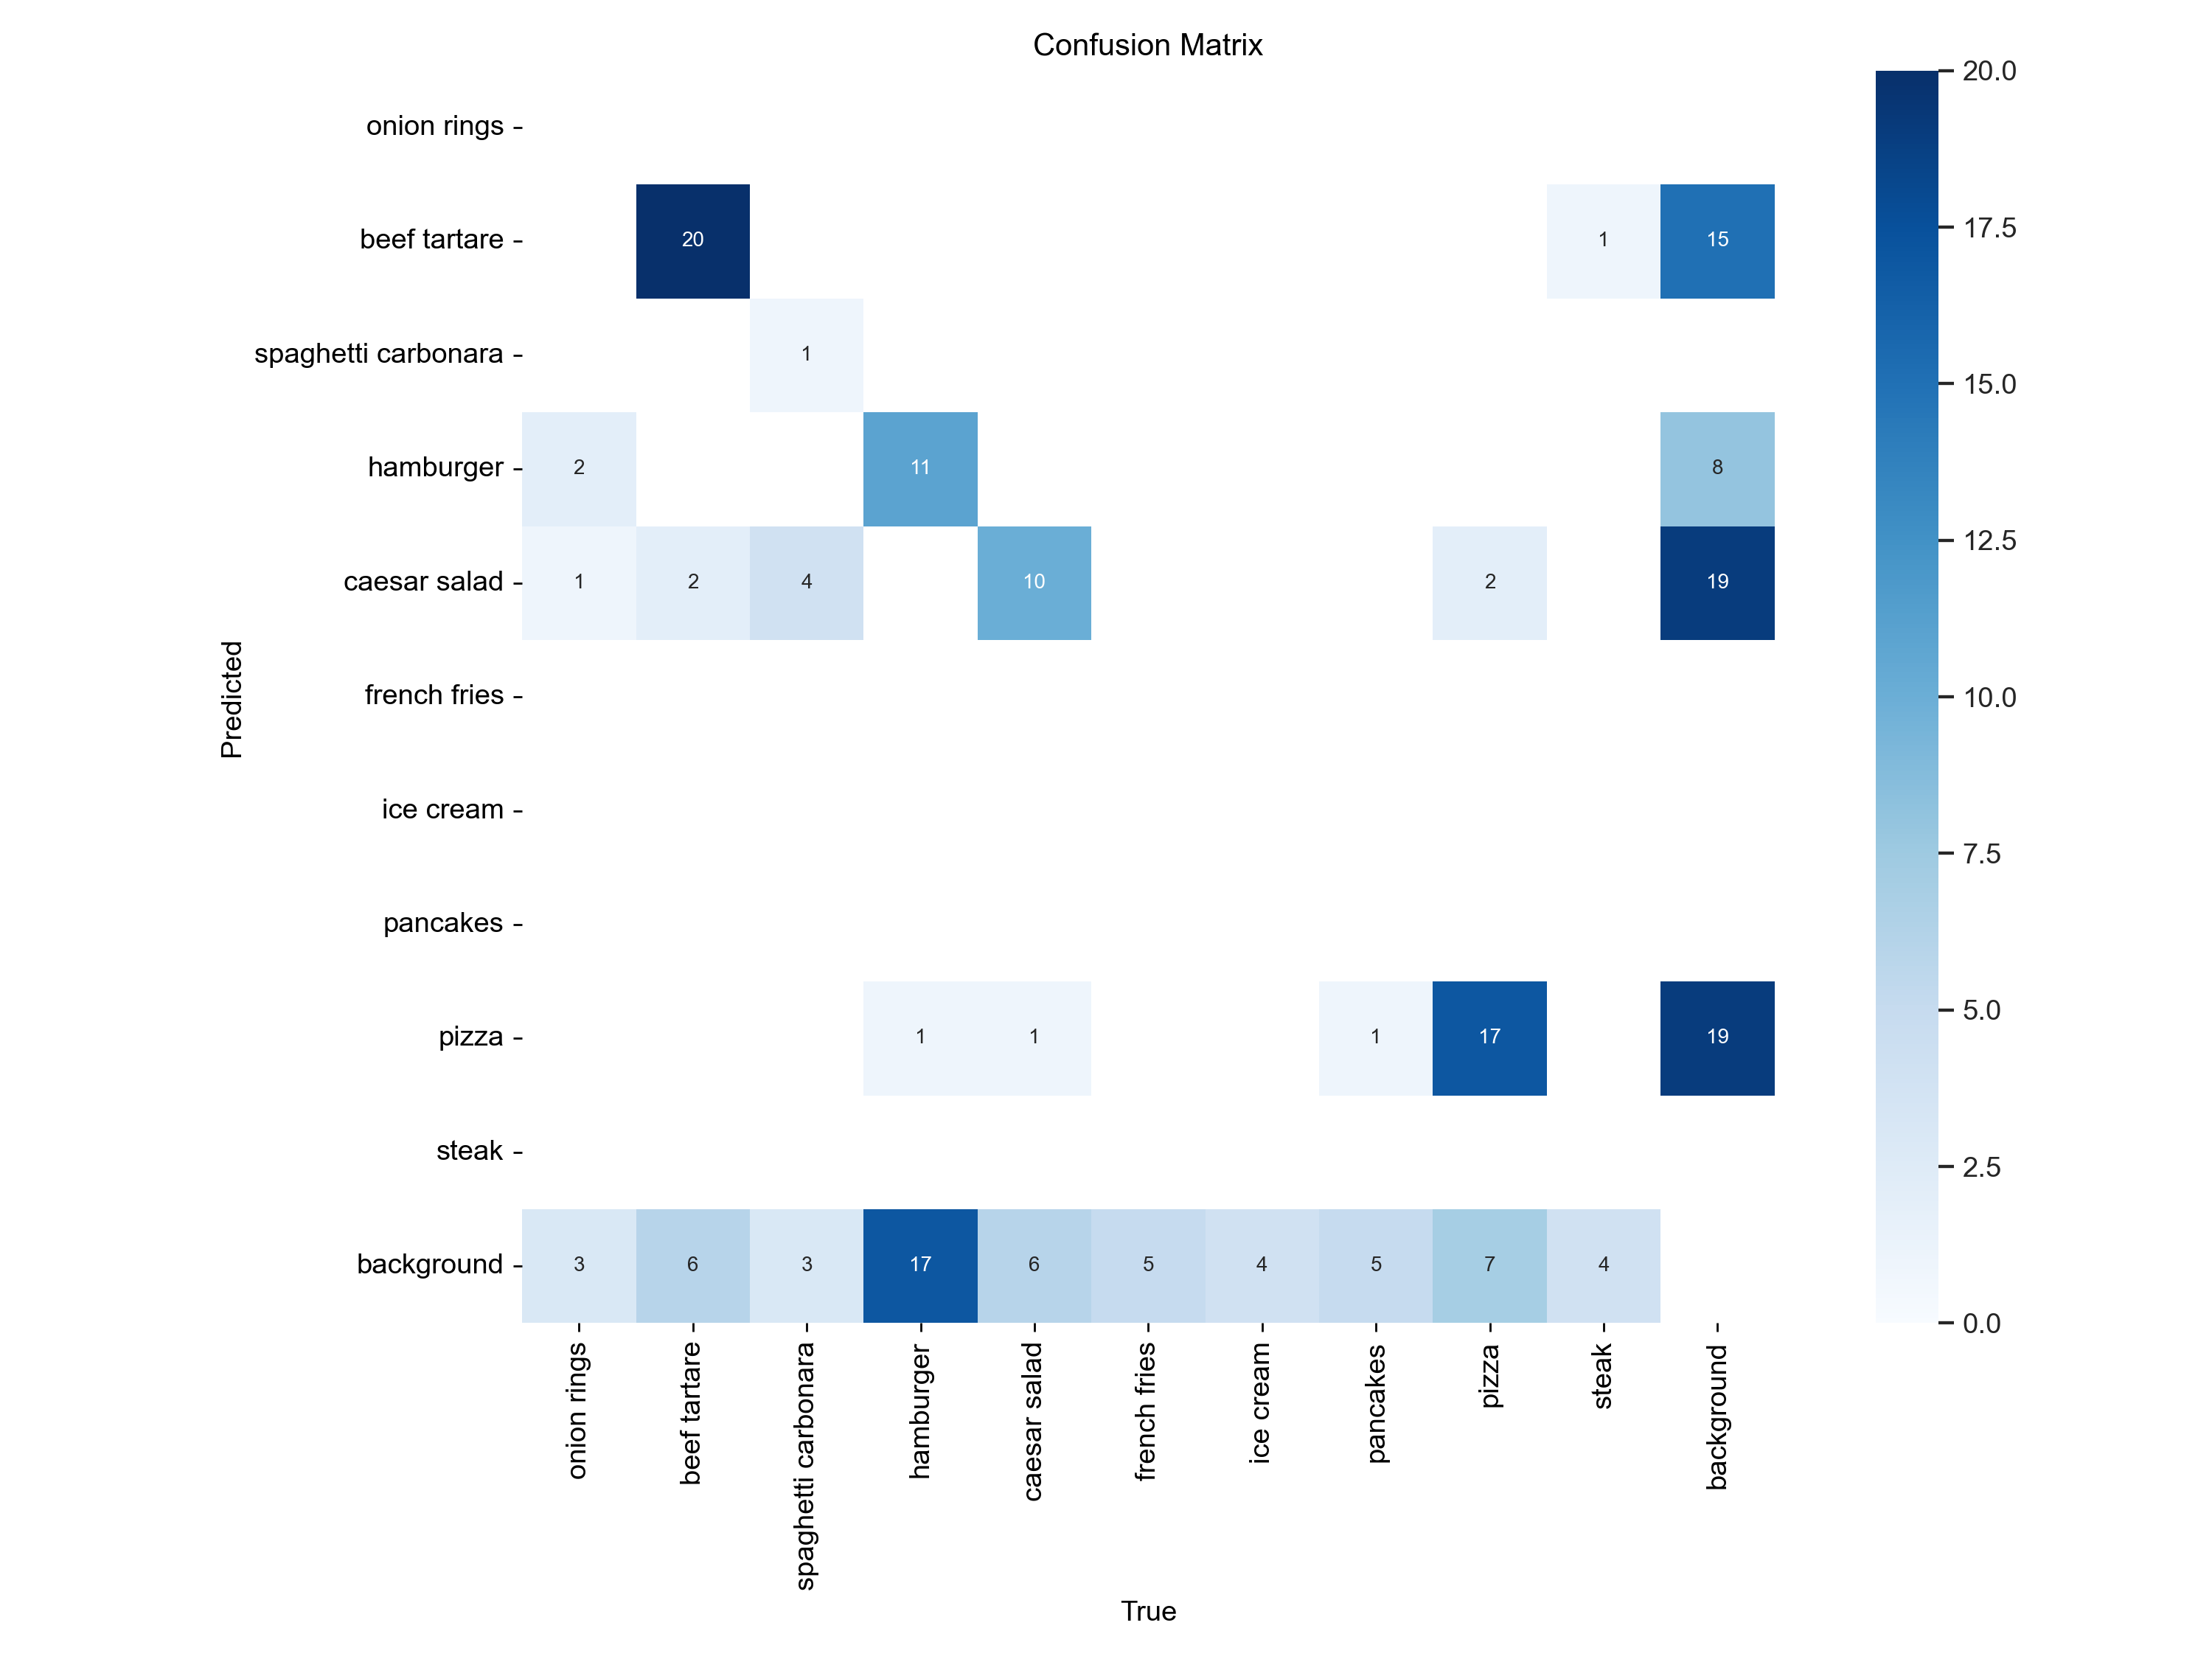 Confusion Matrix
onion rings
beef tartare 20 1 15
spaghetti carbonara 1
hamburger 2 11 8
caesar salad 1 2 4 10 2 19
french fries
ice cream
pancakes
pizza 1 1 1 17 19
steak
background 3 6 3 17 6 5 4 5 7 4
Predicted
onion rings
beef tartare
spaghetti carbonara
hamburger
caesar salad
french fries
ice cream
pancakes
pizza
steak
background
True
20.0
17.5
15.0
12.5
10.0
7.5
5.0
2.5
0.0